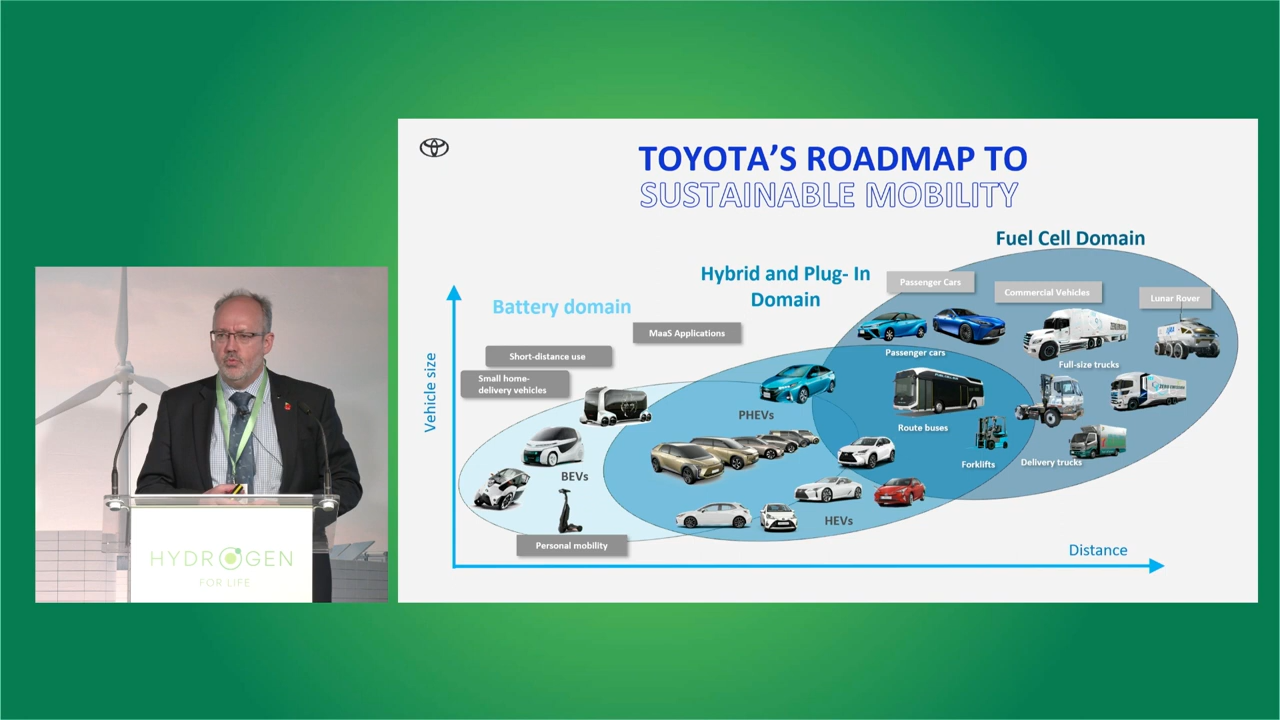 TOYOTA'S ROADMAP TO
SUSTAINABLE MOBILITY
Fuel Cell Domain
Hybrid and Plug- In
Domain
Battery domain
Passenger Cars
Commercial Vehicles
Lunar Rover
MaaS Applications
Short-distance use
Small home-
delivery vehicles
Vehicle size
Passenger cars
Full-size trucks
PHEVs
Route buses
Forklifts
Delivery trucks
BEVs
HEVs
Personal mobility
Distance
HYDROGEN
FOR LIFE